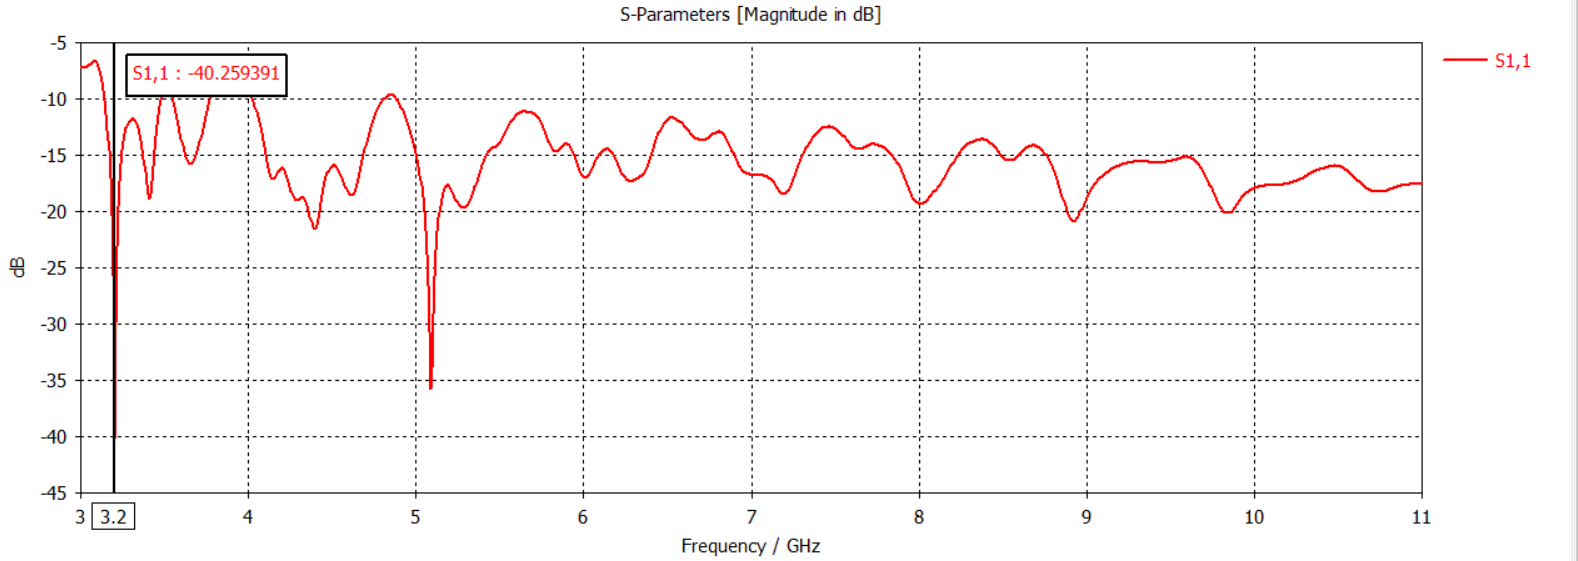 S-Parameters [Magnitude in dB]
S1,1 : -40.259391
S1,1
-5
-10
-15
-20
-25
-30
-35
-40
-45
dB
3 3.2 4 5 6 7 8 9 10 11
Frequency / GHz